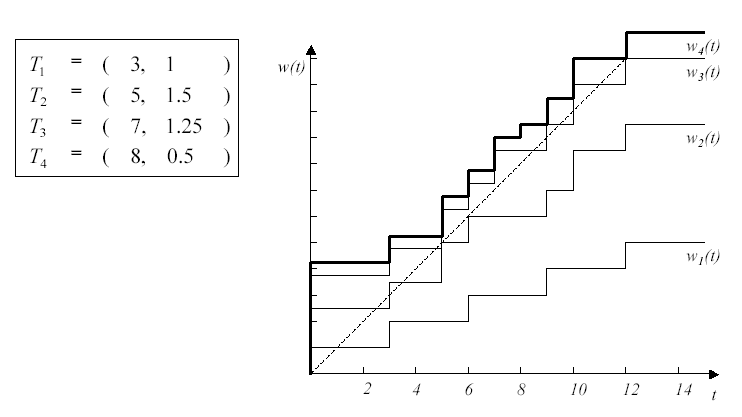 T₁ = ( 3, 1 )
T₂ = ( 5, 1.5 )
T₃ = ( 7, 1.25 )
T₄ = ( 8, 0.5 )
w(t)
w₄(t)
w₃(t)
w₂(t)
w₁(t)
2 4 6 8 10 12 14 t